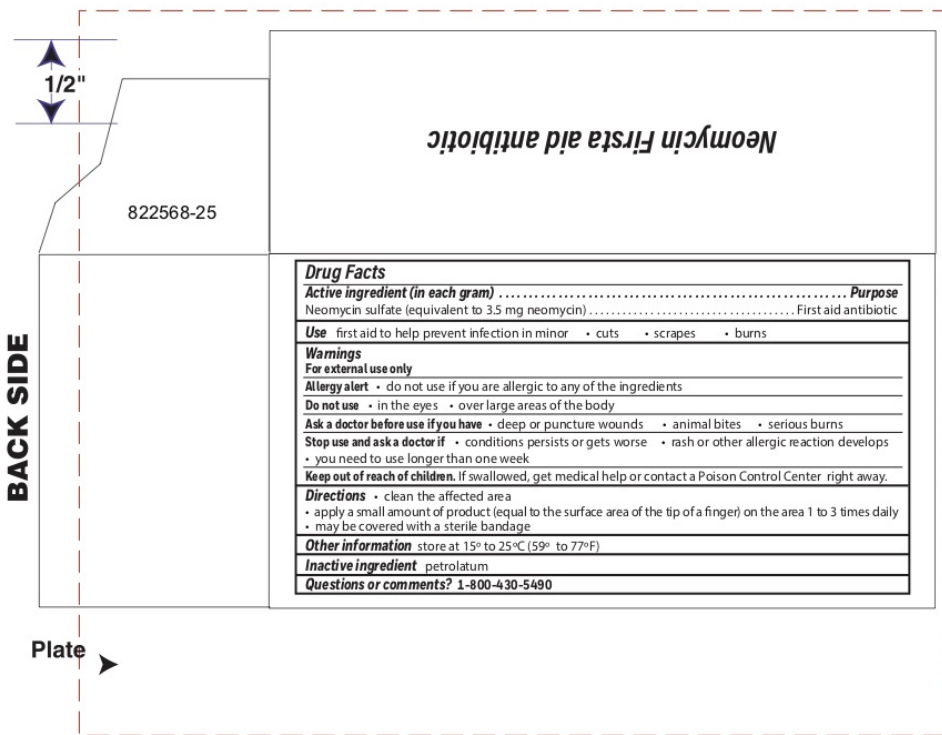 1/2"
Neomycin Firsta aid antibiotic
822568-25
BACK SIDE
Drug Facts
Active ingredient (in each gram) ........................................................... Purpose
Neomycin sulfate (equivalent to 3.5 mg neomycin) ................................... First aid antibiotic
Use first aid to help prevent infection in minor • cuts • scrapes • burns
Warnings
For external use only
Allergy alert • do not use if you are allergic to any of the ingredients
Do not use • in the eyes • over large areas of the body
Ask a doctor before use if you have • deep or puncture wounds • animal bites • serious burns
Stop use and ask a doctor if • conditions persists or gets worse • rash or other allergic reaction develops
• you need to use longer than one week
Keep out of reach of children. If swallowed, get medical help or contact a Poison Control Center right away.
Directions • clean the affected area
• apply a small amount of product (equal to the surface area of the tip of a finger) on the area 1 to 3 times daily
• may be covered with a sterile bandage
Other information store at 15º to 25ºC (59º to 77ºF)
Inactive ingredient petrolatum
Questions or comments? 1-800-430-5490
Plate